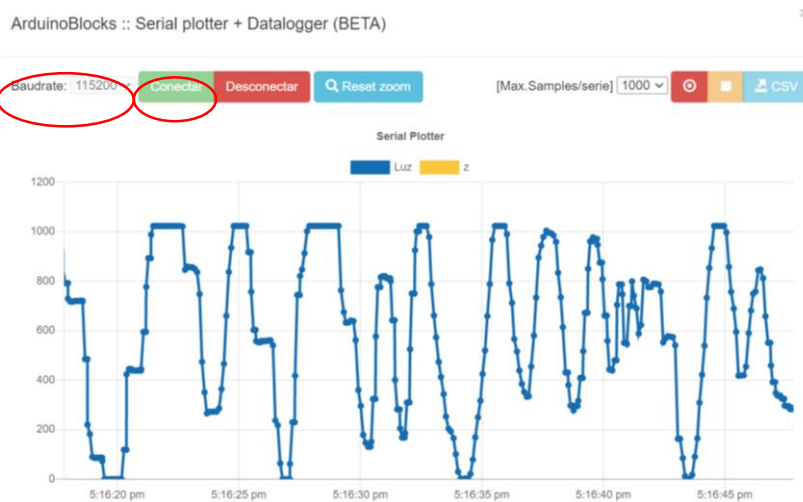 ArduinoBlocks :: Serial plotter + Datalogger (BETA)
Baudrate: 115200 Conectar Desconectar Reset zoom [Max.Samples/serie] 1000 CSV
Serial Plotter
Luz z
1200
1000
800
600
400
200
0
5:16:20 pm 5:16:25 pm 5:16:30 pm 5:16:35 pm 5:16:40 pm 5:16:45 pm